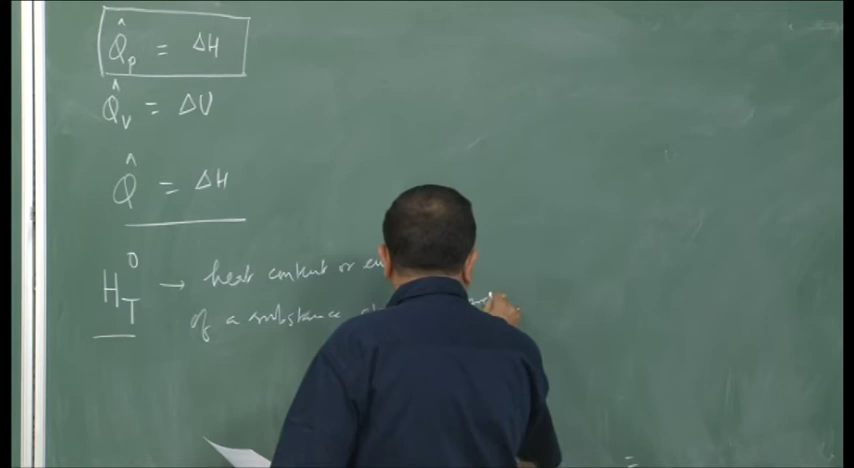 Q̂p = ΔH
Q̂v = ΔU
Q̂ = ΔH
H°T → heat content or
of a substance